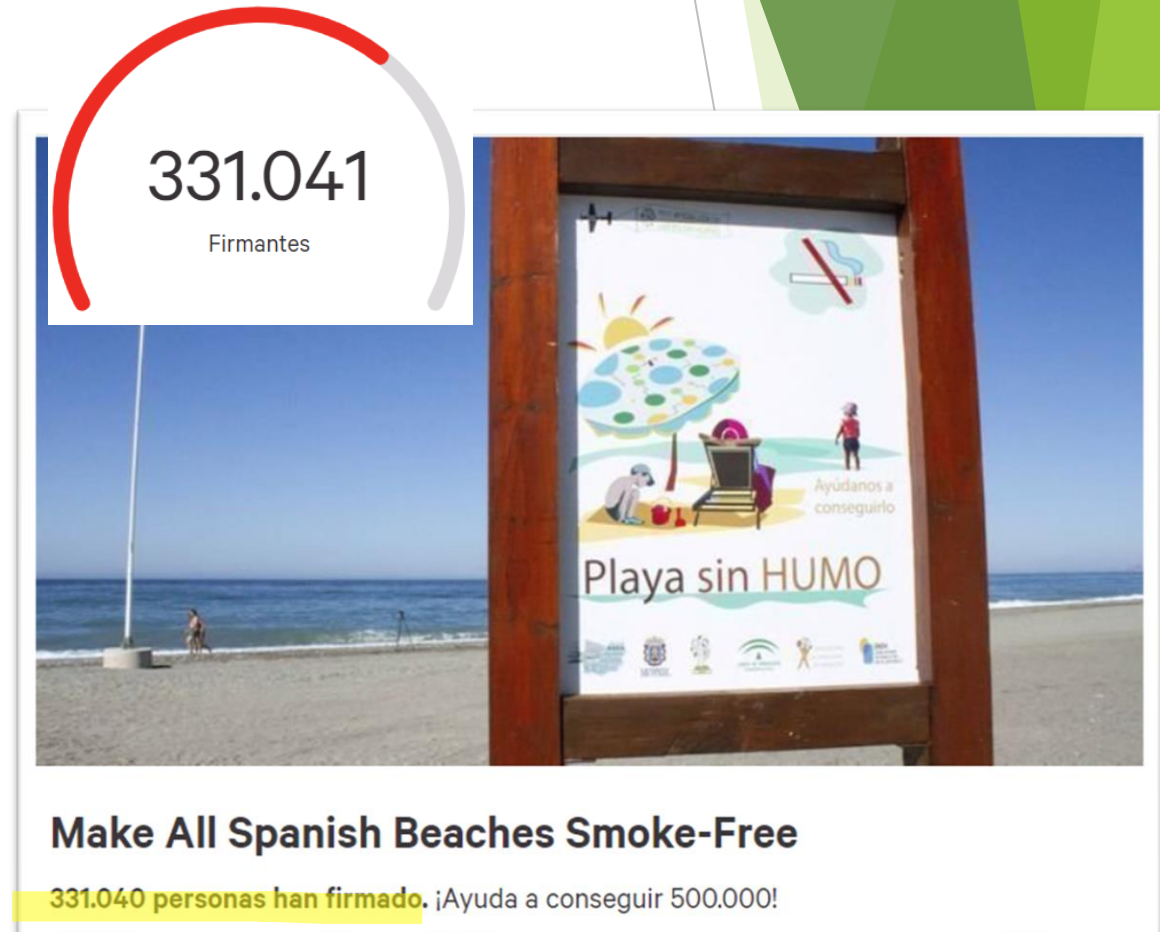 331.041
Firmantes
Ayúdanos a
conseguirlo
Playa sin HUMO
Make All Spanish Beaches Smoke-Free
331.040 personas han firmado. ¡Ayuda a conseguir 500.000!